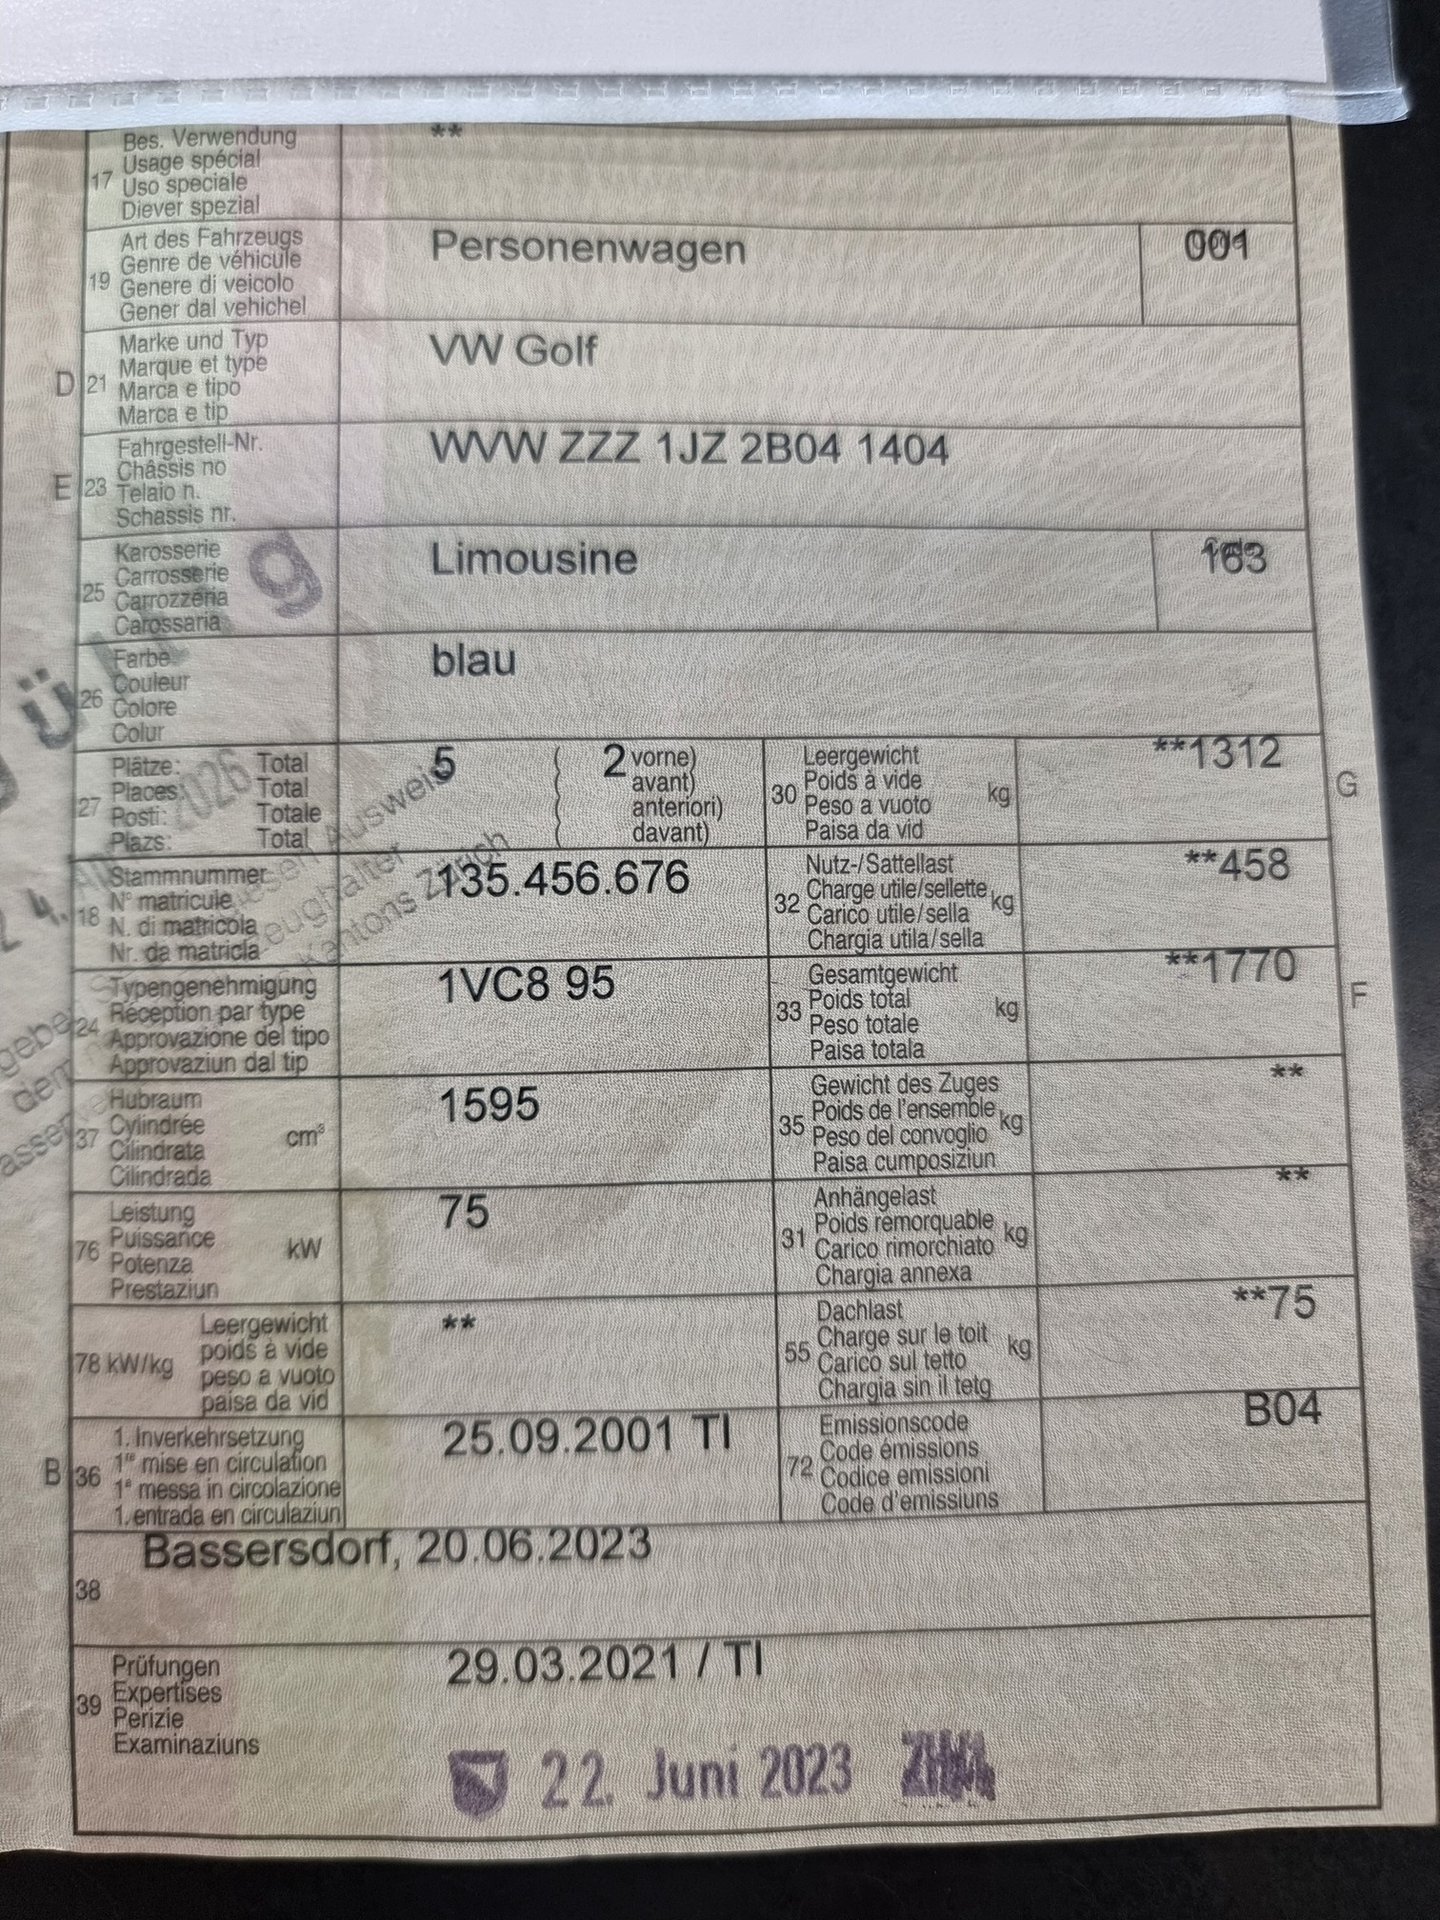 17
Bes. Verwendung
Usage spécial
Uso speciale
Diever spezial
**
19
Art des Fahrzeugs
Genre de véhicule
Genere di veicolo
Gener dal vehichel
Personenwagen
001
D 21
Marke und Typ
Marque et type
Marca e tipo
Marca e tip
VW Golf
E 23
Fahrgestell-Nr.
Châssis no
Telaio n.
Schassis nr.
WVW ZZZ 1JZ 2B04 1404
25
Karosserie
Carrosserie
Carrozzeria
Carossaria
Limousine
163
26
Farbe
Couleur
Colore
Colur
blau
27
Plätze: Total
Places: Total
Posti: Totale
Plazs: Total
5 ( 2 vorne)
( avant)
( anteriori)
( davant)
30
Leergewicht
Poids à vide
Peso a vuoto
Paisa da vid
kg
**1312
G
18
Stammnummer
N° matricule
N. di matricola
Nr. da matricla
135.456.676
32
Nutz-/Sattellast
Charge utile/sellette
Carico utile/sella
Chargia utila/sella
kg
**458
24
Typengenehmigung
Réception par type
Approvazione del tipo
Approvaziun dal tip
1VC8 95
33
Gesamtgewicht
Poids total
Peso totale
Paisa totala
kg
**1770
F
37
Hubraum
Cylindrée
Cilindrata
Cilindrada
cm³
1595
35
Gewicht des Zuges
Poids de l'ensemble
Peso del convoglio
Paisa cumposiziun
kg
**
76
Leistung
Puissance
Potenza
Prestaziun
kW
75
31
Anhängelast
Poids remorquable
Carico rimorchiato
Chargia annexa
kg
**
78 kW/kg
Leergewicht
poids à vide
peso a vuoto
paisa da vid
**
55
Dachlast
Charge sur le toit
Carico sul tetto
Chargia sin il tetg
kg
**75
B 36
1. Inverkehrsetzung
1re mise en circulation
1a messa in circolazione
1. entrada en circulaziun
25.09.2001 TI
72
Emissionscode
Code émissions
Codice emissioni
Code d'emissiuns
B04
38
Bassersdorf, 20.06.2023
39
Prüfungen
Expertises
Perizie
Examinaziuns
29.03.2021 / TI
22. Juni 2023
2026
Ausweis
Kantons Zürich